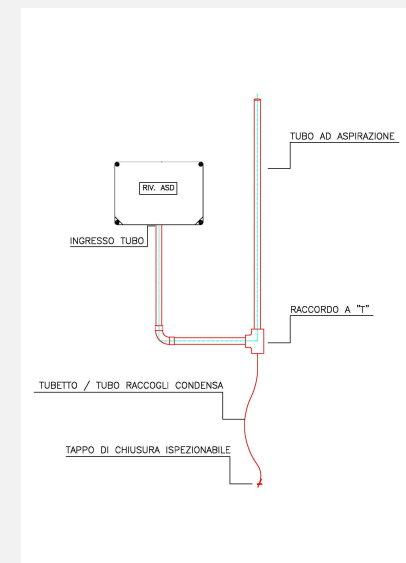 TUBO AD ASPIRAZIONE
RIV. ASD
INGRESSO TUBO
RACCORDO A "T"
TUBETTO / TUBO RACCOGLI CONDENSA
TAPPO DI CHIUSURA ISPEZIONABILE